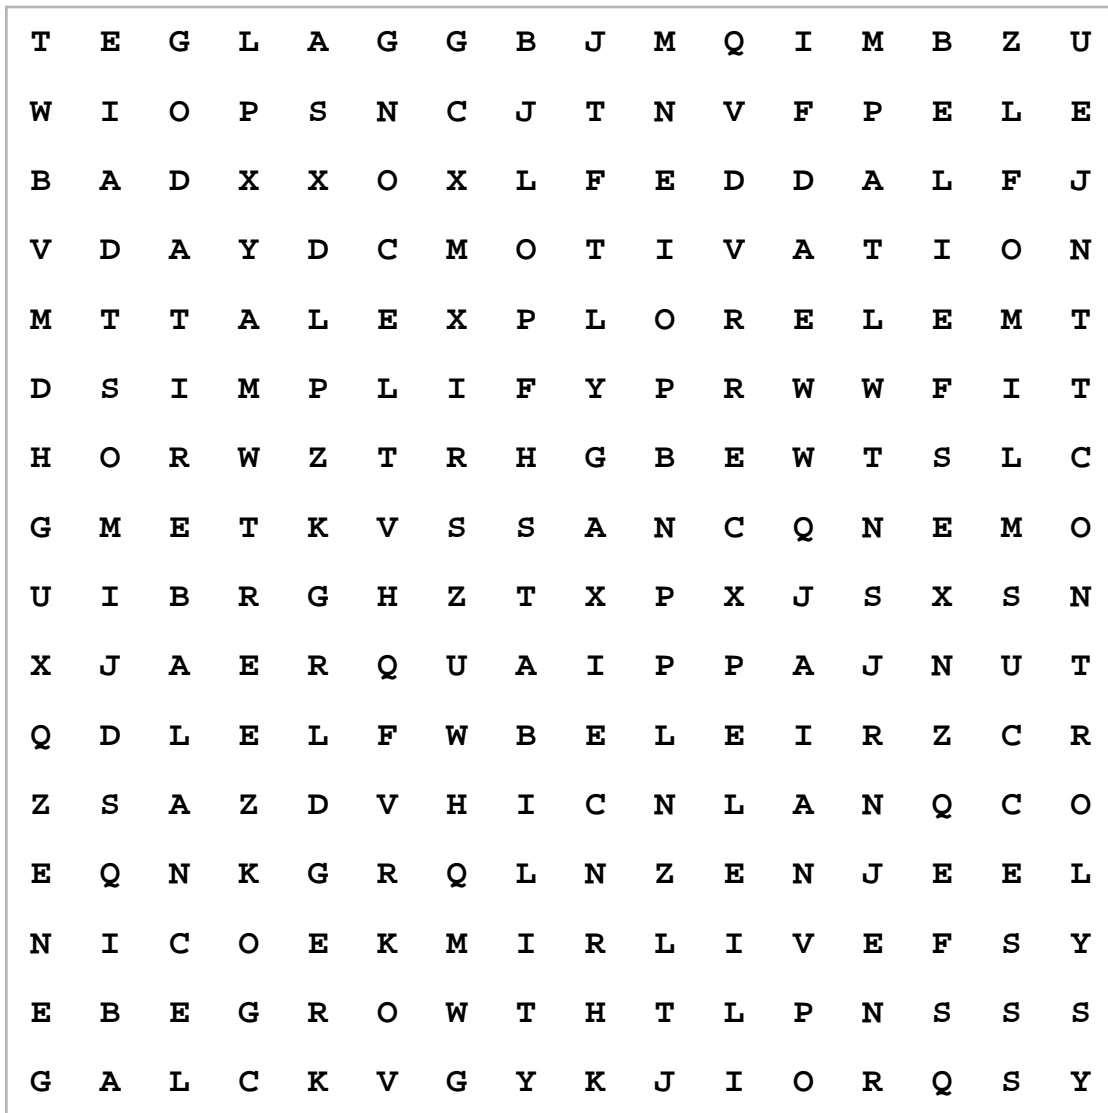 T E G L A G G B J M Q I M B Z U
W I O P S N C J T N V F P E L E
B A D X X O X L F E D D A L F J
V D A Y D C M O T I V A T I O N
M T T A L E X P L O R E L E M T
D S I M P L I F Y P R W W F I T
H O R W Z T R H G B E W T S L C
G M E T K V S S A N C Q N E M O
U I B R G H Z T X P X J S X S N
X J A E R Q U A I P P A J N U T
Q D L E L F W B E L E I R Z C R
Z S A Z D V H I C N L A N Q C O
E Q N K G R Q L N Z E N J E E L
N I C O E K M I R L I V E F S Y
E B E G R O W T H T L P N S S S
G A L C K V G Y K J I O R Q S Y